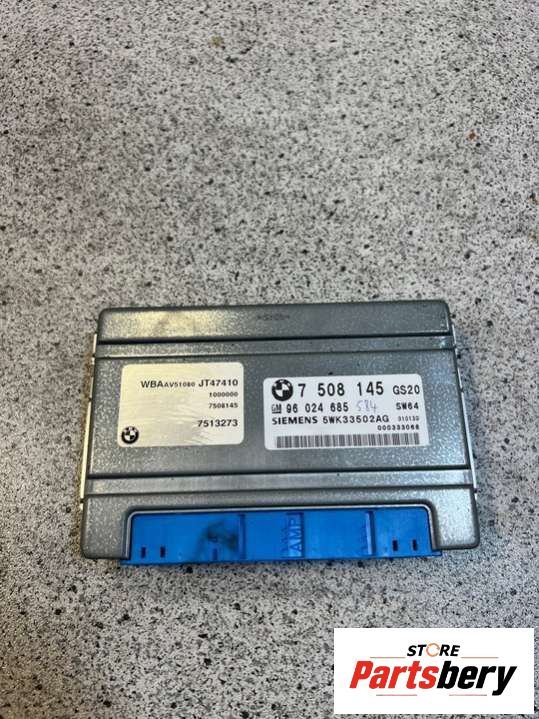 WBAAV51080 JT47410
1000000
7508145
7513273
7 508 145 GS20
GM 96 024 685 584 SW64
SIEMENS 5WK33502AG 010130
000333068
AMP
STORE
Partsbery